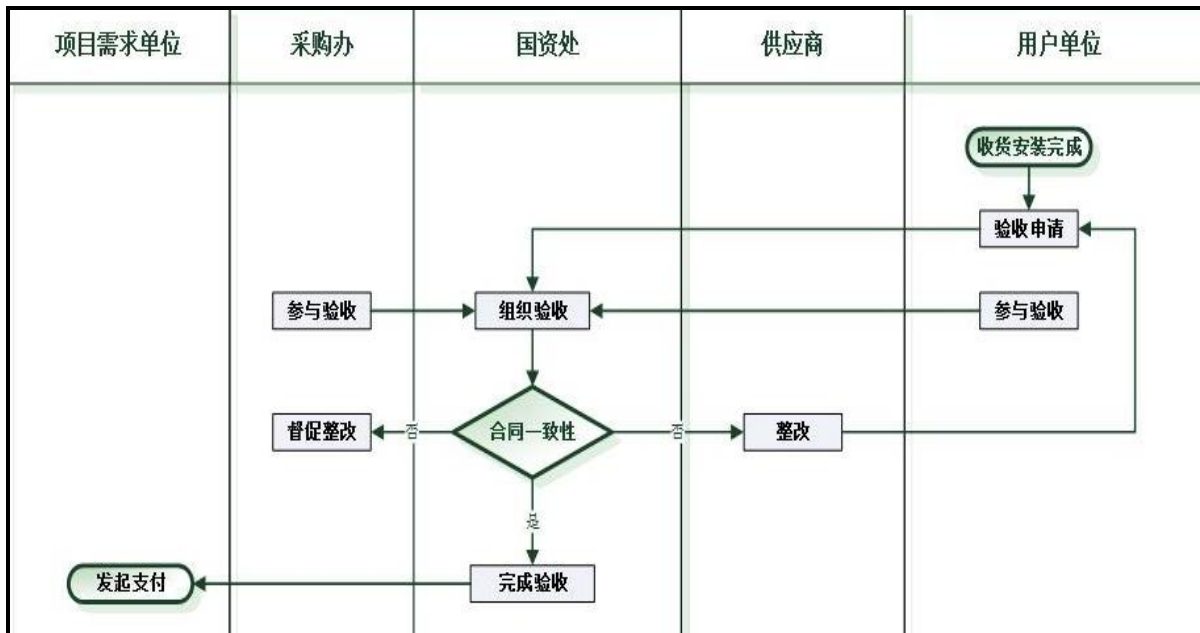 项目需求单位
采购办
国资处
供应商
用户单位
收货安装完成
验收申请
参与验收
组织验收
参与验收
督促整改
否
合同一致性
否
整改
是
发起支付
完成验收